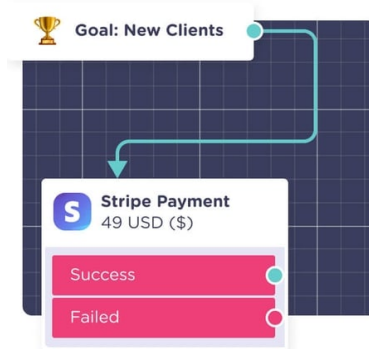 Goal: New Clients
S
Stripe Payment
49 USD ($)
Success
Failed